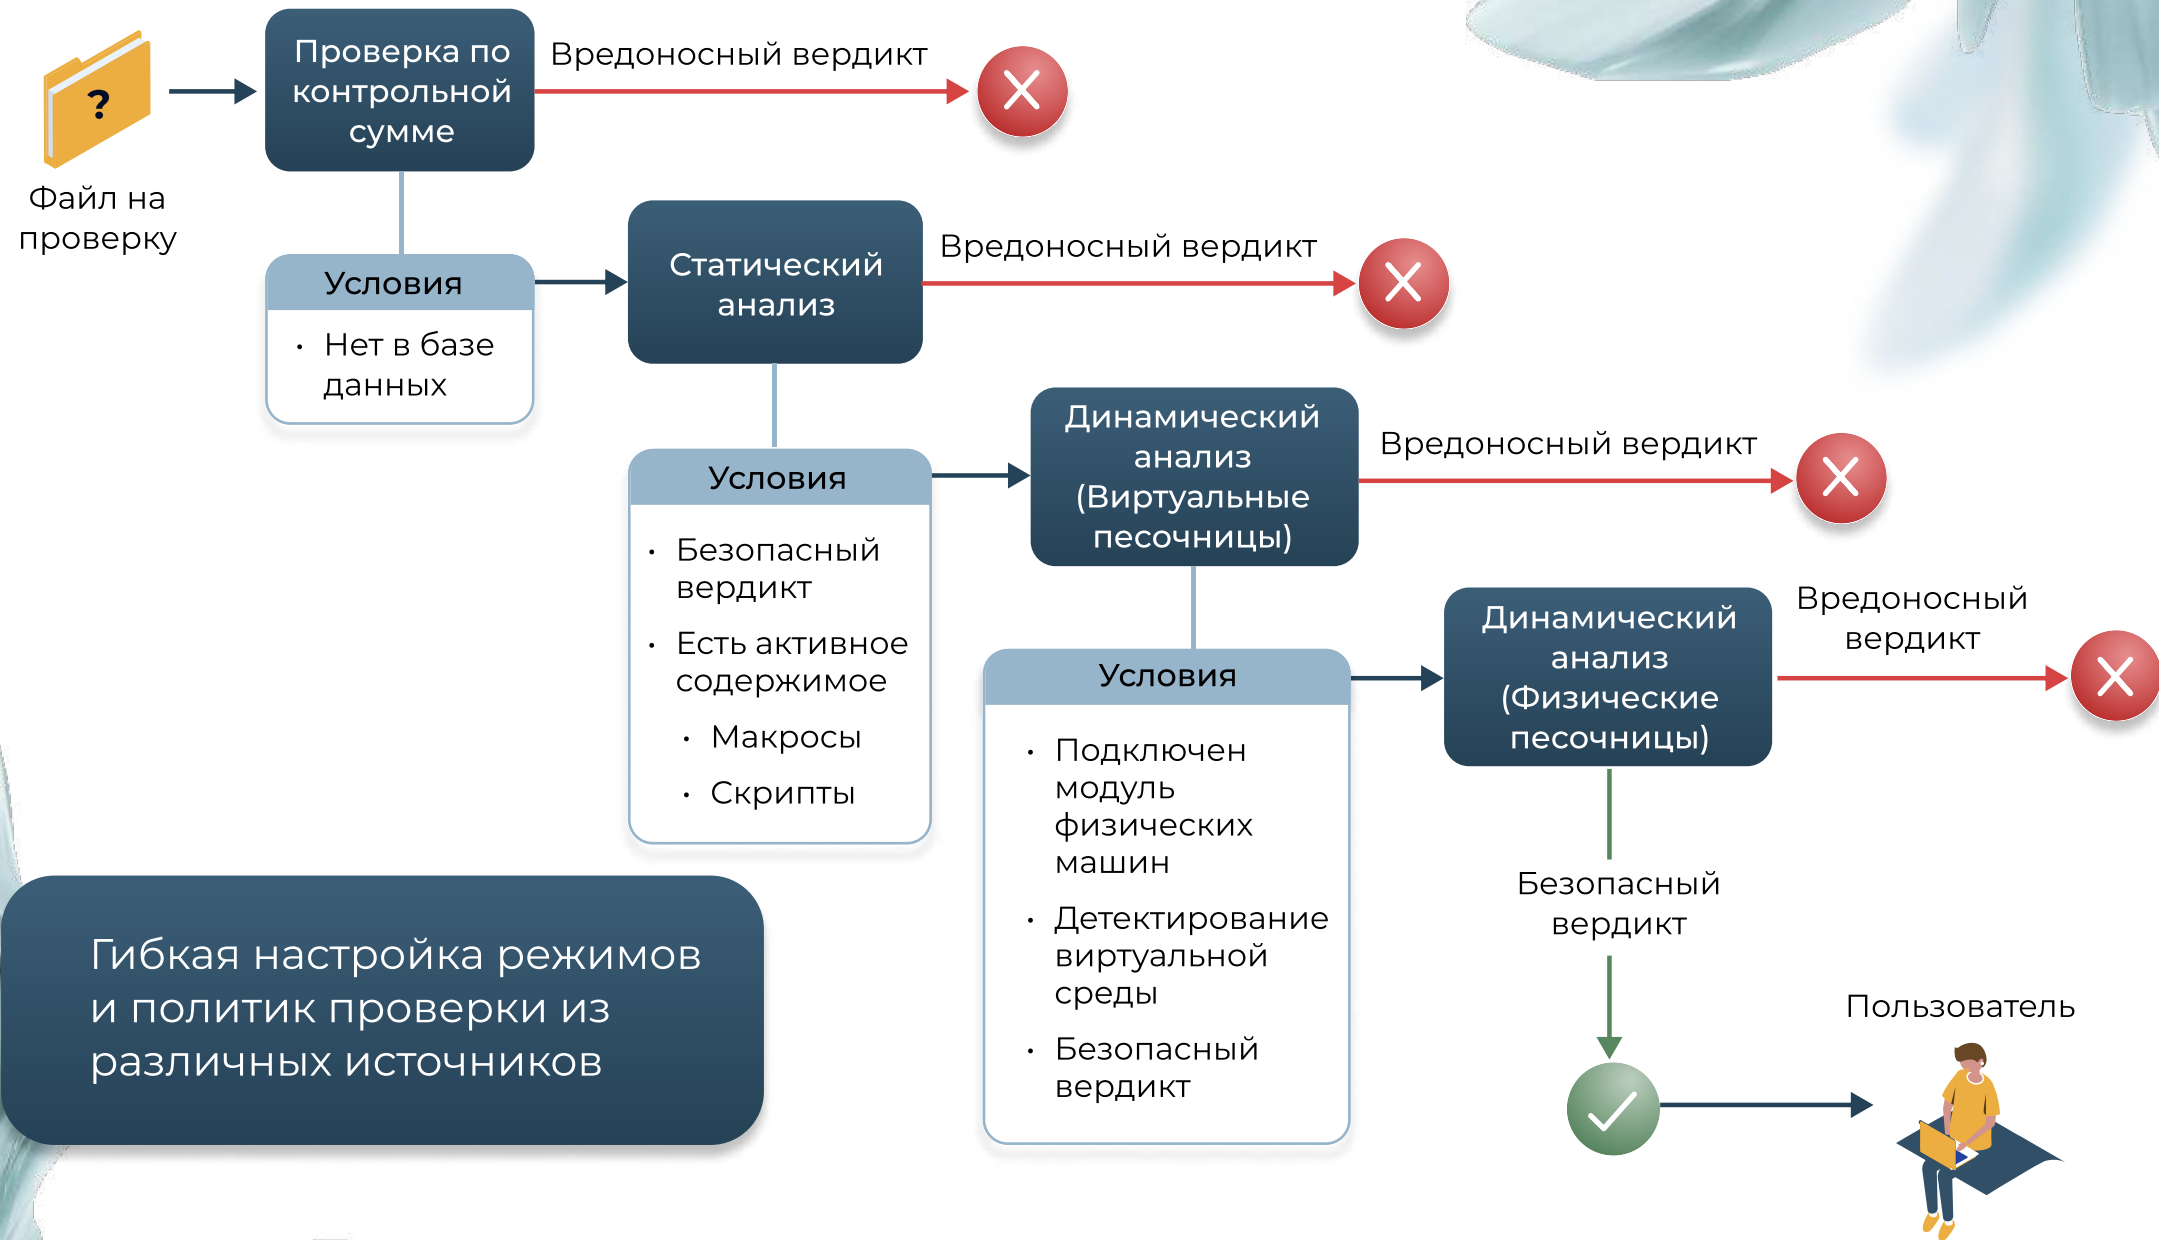 ?
Файл на
проверку
Проверка по
контрольной
сумме
Вредоносный вердикт
Условия
• Нет в базе
данных
Статический
анализ
Вредоносный вердикт
Условия
• Безопасный
вердикт
• Есть активное
содержимое
• Макросы
• Скрипты
Динамический
анализ
(Виртуальные
песочницы)
Вредоносный вердикт
Условия
• Подключен
модуль
физических
машин
• Детектирование
виртуальной
среды
• Безопасный
вердикт
Динамический
анализ
(Физические
песочницы)
Вредоносный
вердикт
Безопасный
вердикт
Пользователь
Гибкая настройка режимов
и политик проверки из
различных источников